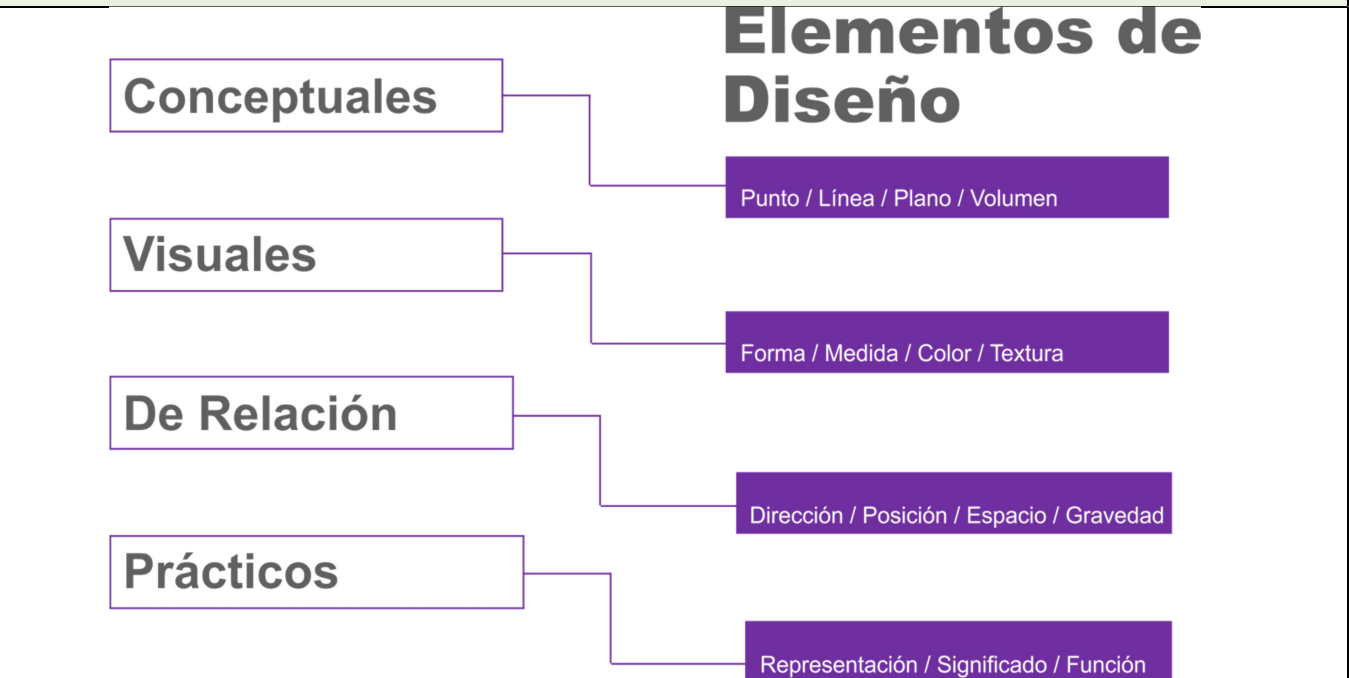 Elementos de
Diseño
Conceptuales
Punto / Línea / Plano / Volumen
Visuales
Forma / Medida / Color / Textura
De Relación
Dirección / Posición / Espacio / Gravedad
Prácticos
Representación / Significado / Función